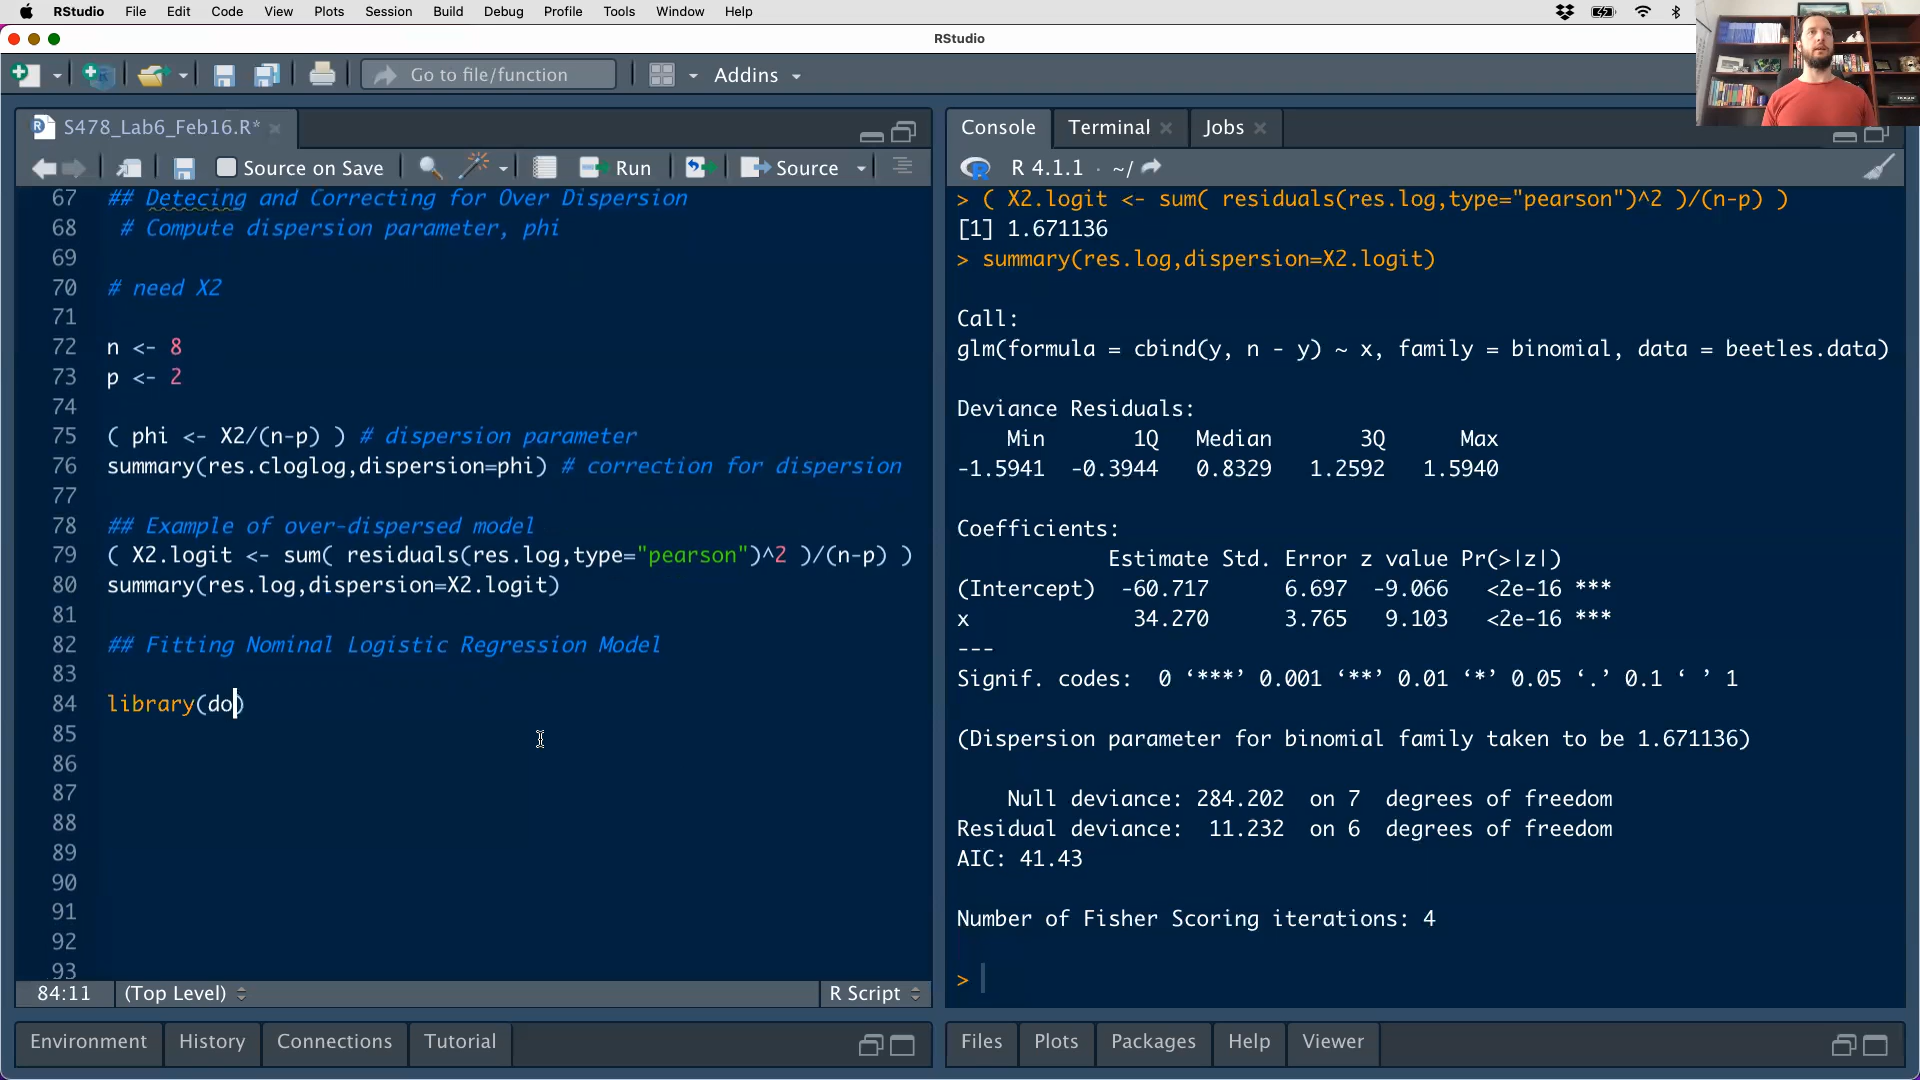 RStudio File Edit Code View Plots Session Build Debug Profile Tools Window Help
RStudio
Go to file/function
Addins
S478_Lab6_Feb16.R*
Source on Save
Run
Source
67 ## Detecing and Correcting for Over Dispersion
68 # Compute dispersion parameter, phi
69
70 # need X2
71
72 n <- 8
73 p <- 2
74
75 ( phi <- X2/(n-p) ) # dispersion parameter
76 summary(res.cloglog,dispersion=phi) # correction for dispersion
77
78 ## Example of over-dispersed model
79 ( X2.logit <- sum( residuals(res.log,type="pearson")^2 )/(n-p) )
80 summary(res.log,dispersion=X2.logit)
81
82 ## Fitting Nominal Logistic Regression Model
83
84 library(do)
85
86
87
88
89
90
91
92
93
84:11 (Top Level) R Script
Environment History Connections Tutorial
Console Terminal Jobs
R 4.1.1 · ~/
> ( X2.logit <- sum( residuals(res.log,type="pearson")^2 )/(n-p) )
[1] 1.671136
> summary(res.log,dispersion=X2.logit)
Call:
glm(formula = cbind(y, n - y) ~ x, family = binomial, data = beetles.data)
Deviance Residuals:
Min 1Q Median 3Q Max
-1.5941 -0.3944 0.8329 1.2592 1.5940
Coefficients:
Estimate Std. Error z value Pr(>|z|)
(Intercept) -60.717 6.697 -9.066 <2e-16 ***
x 34.270 3.765 9.103 <2e-16 ***
---
Signif. codes: 0 ‘***’ 0.001 ‘**’ 0.01 ‘*’ 0.05 ‘.’ 0.1 ‘ ’ 1
(Dispersion parameter for binomial family taken to be 1.671136)
Null deviance: 284.202 on 7 degrees of freedom
Residual deviance: 11.232 on 6 degrees of freedom
AIC: 41.43
Number of Fisher Scoring iterations: 4
>
Files Plots Packages Help Viewer